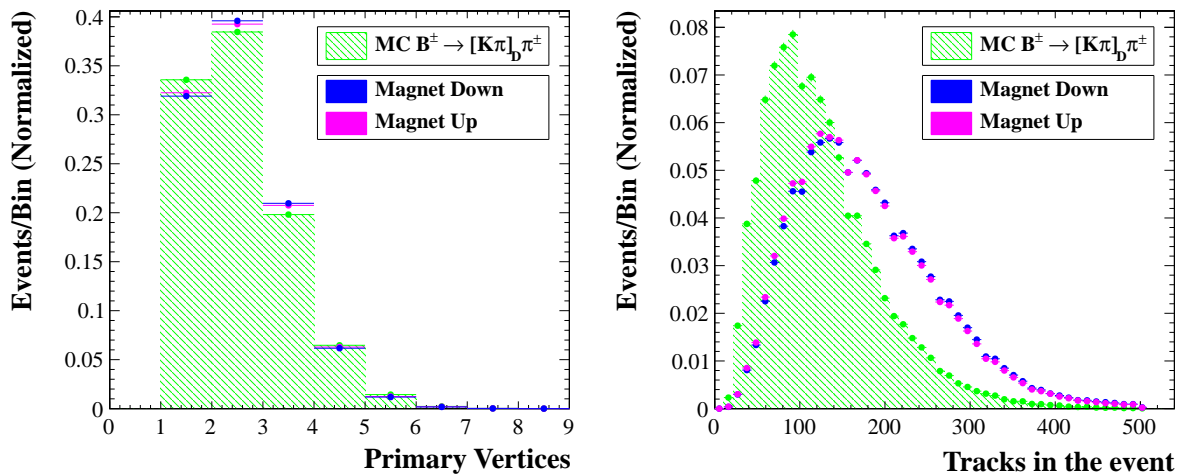 Events/Bin (Normalized)
0.4
0.35
0.3
0.25
0.2
0.15
0.1
0.05
0
MC B± → [Kπ]D π±
Magnet Down
Magnet Up
0 1 2 3 4 5 6 7 8 9
Primary Vertices
Events/Bin (Normalized)
0.08
0.07
0.06
0.05
0.04
0.03
0.02
0.01
0
MC B± → [Kπ]D π±
Magnet Down
Magnet Up
0 100 200 300 400 500
Tracks in the event